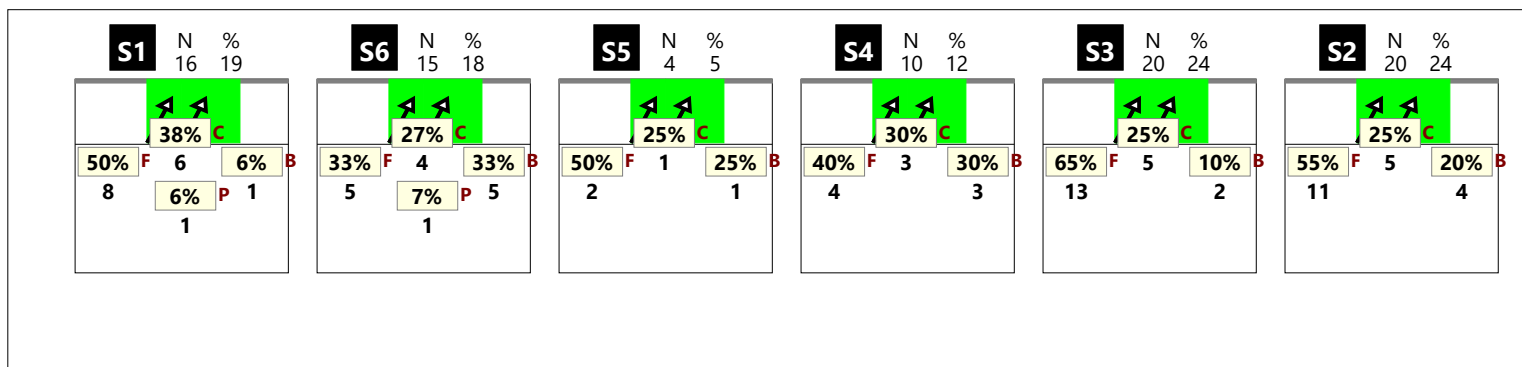 S1 N % S6 N % S5 N % S4 N % S3 N % S2 N %
16 19 15 18 4 5 10 12 20 24 20 24
38% C 27% C 25% C 30% C 25% C 25% C
50% F 6 6% B 33% F 4 33% B 50% F 1 25% B 40% F 3 30% B 65% F 5 10% B 55% F 5 20% B
8 6% P 1 5 7% P 5 2 1 4 3 13 2 11 4
1 1